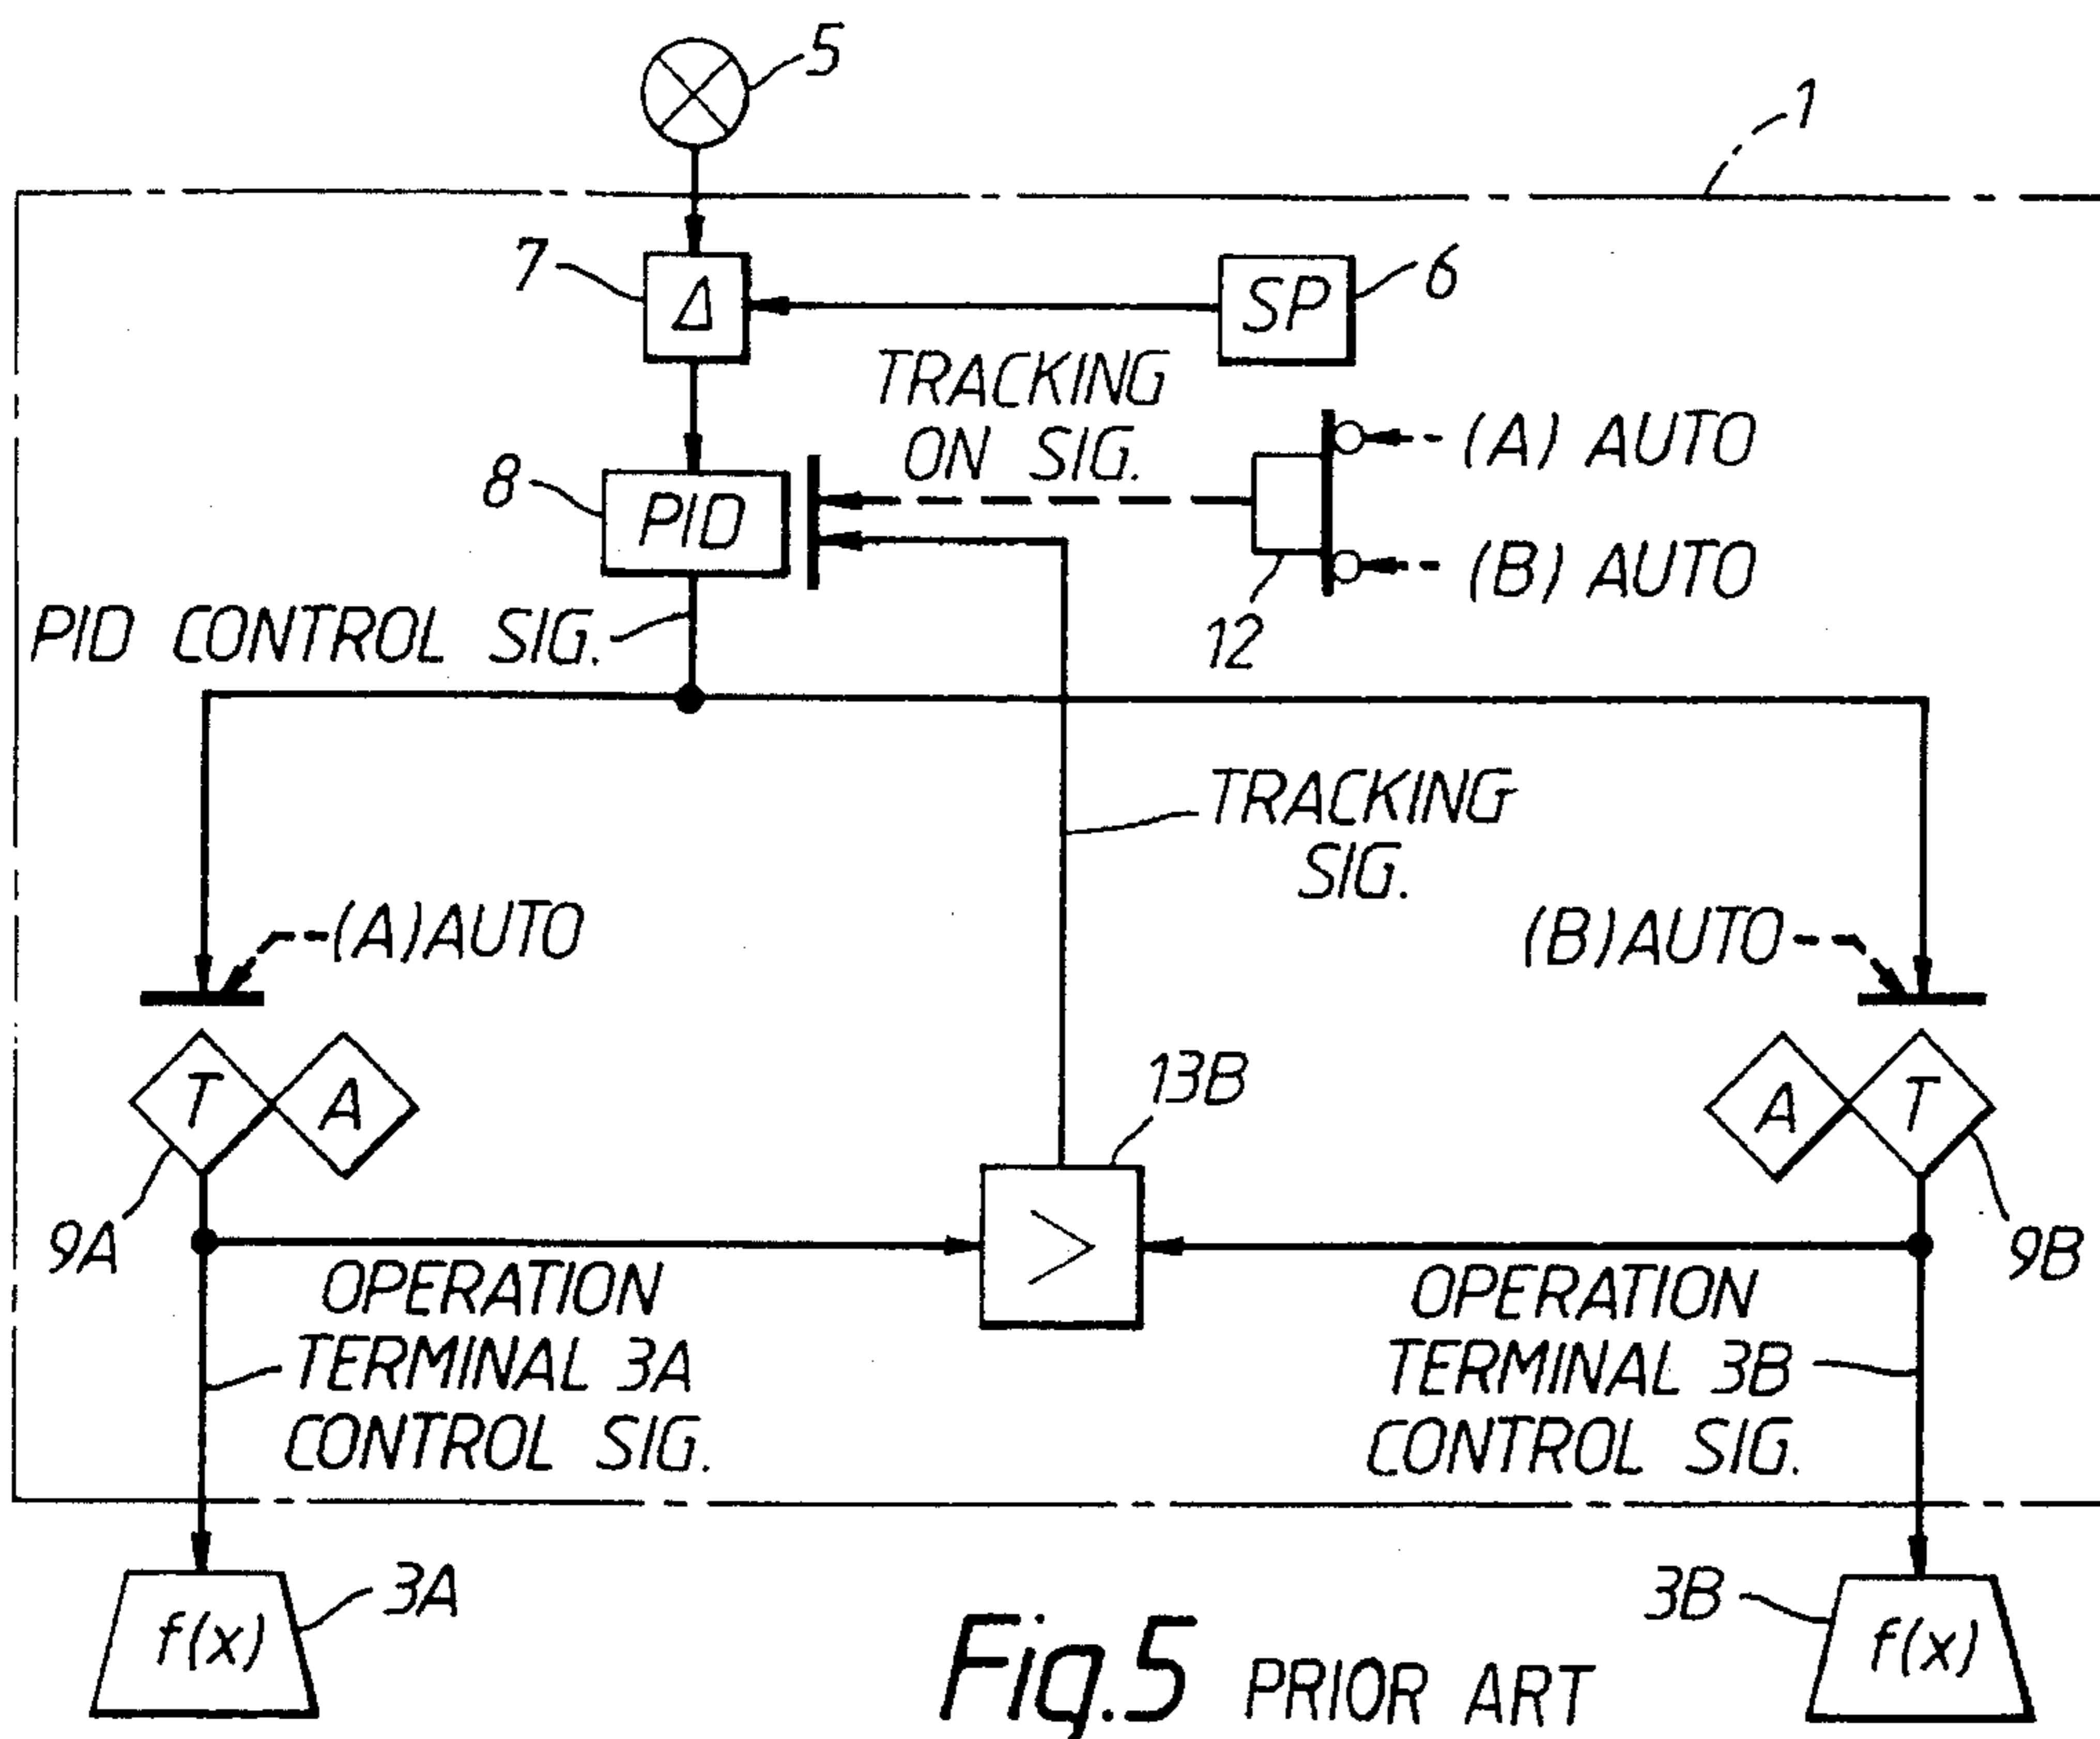 5
1
7
Δ
SP
6
TRACKING
ON SIG.
(A) AUTO
8
PID
(B) AUTO
12
PID CONTROL SIG.
TRACKING
SIG.
(A) AUTO
(B) AUTO
T
A
13B
A
T
9A
>
9B
OPERATION
TERMINAL 3A
CONTROL SIG.
OPERATION
TERMINAL 3B
CONTROL SIG.
f(x)
3A
3B
f(x)
Fig.5 PRIOR ART